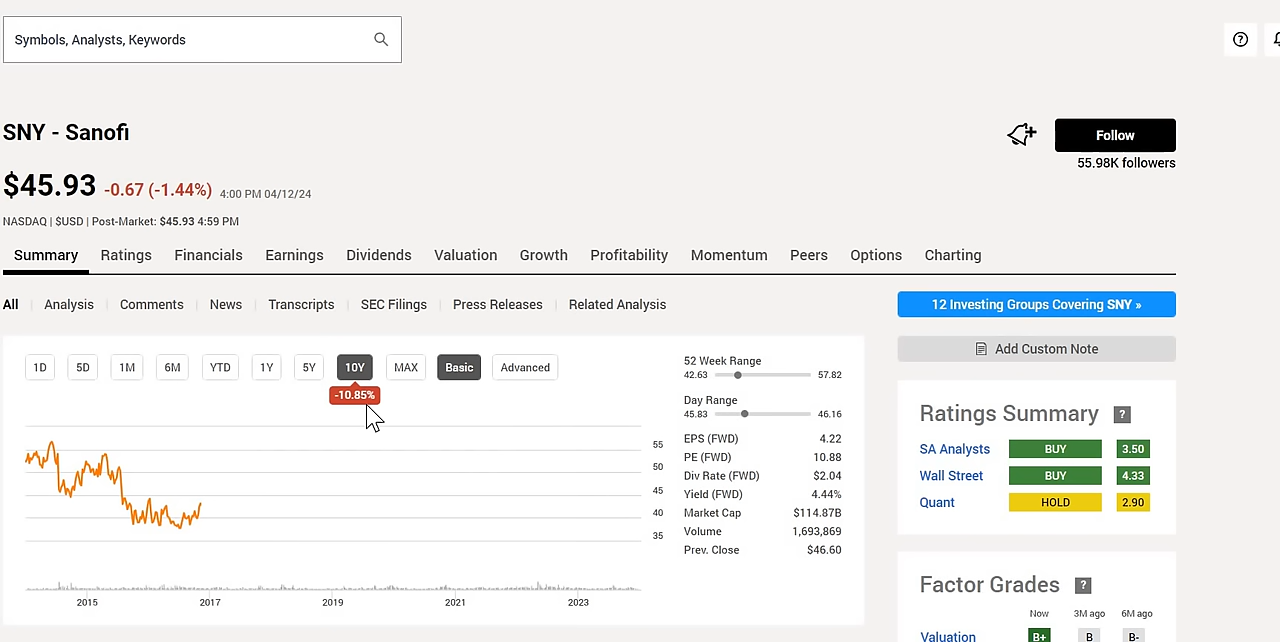 Symbols, Analysts, Keywords
SNY - Sanofi
Follow
55.98K followers
$45.93 -0.67 (-1.44%) 4:00 PM 04/12/24
NASDAQ | $USD | Post-Market: $45.93 4:59 PM
Summary Ratings Financials Earnings Dividends Valuation Growth Profitability Momentum Peers Options Charting
All Analysis Comments News Transcripts SEC Filings Press Releases Related Analysis
12 Investing Groups Covering SNY »
Add Custom Note
1D 5D 1M 6M YTD 1Y 5Y 10Y MAX Basic Advanced
-10.85%
55
50
45
40
35
2015 2017 2019 2021 2023
52 Week Range
42.63 57.82
Day Range
45.83 46.16
EPS (FWD) 4.22
PE (FWD) 10.88
Div Rate (FWD) $2.04
Yield (FWD) 4.44%
Market Cap $114.87B
Volume 1,693,869
Prev. Close $46.60
Ratings Summary ?
SA Analysts BUY 3.50
Wall Street BUY 4.33
Quant HOLD 2.90
Factor Grades ?
Now 3M ago 6M ago
Valuation B+ B B-